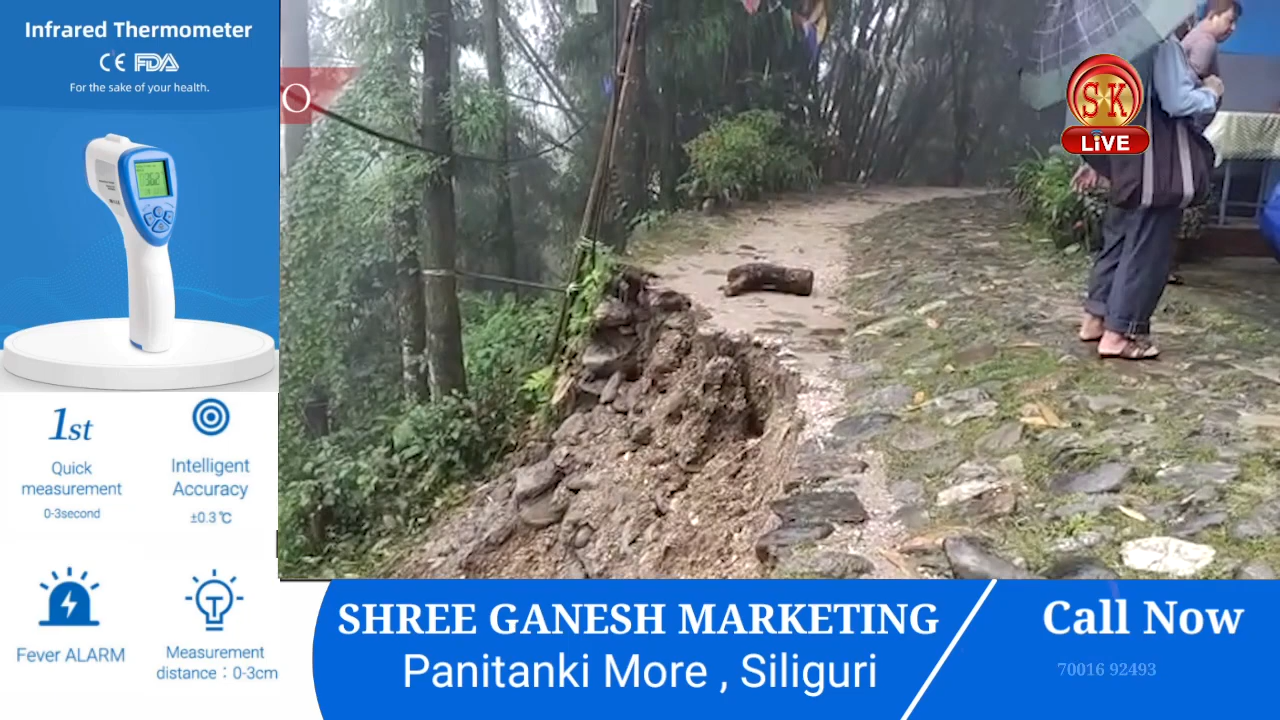 Infrared Thermometer
CE FDA
For the sake of your health.
O
SK
LiVE
1st
Quick
measurement
0-3second
Intelligent
Accuracy
±0.3℃
Fever ALARM
Measurement
distance：0-3cm
SHREE GANESH MARKETING
Panitanki More , Siliguri
Call Now
70016 92493